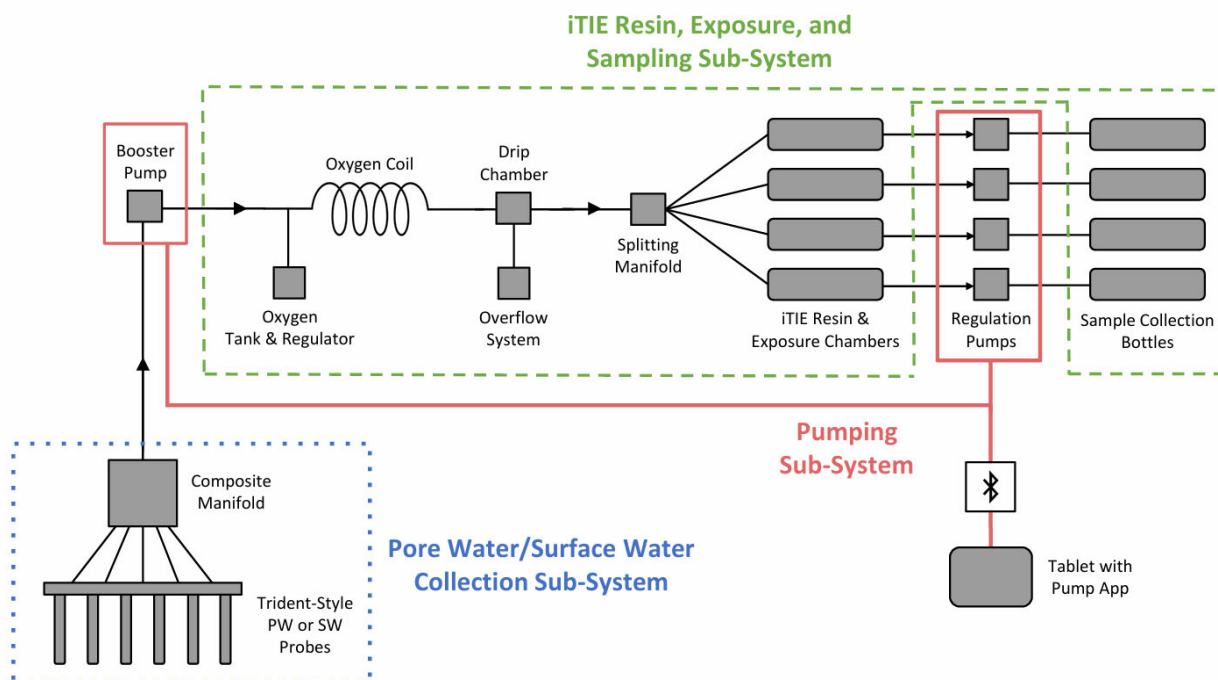 iTIE Resin, Exposure, and
Sampling Sub-System
Booster
Pump
Oxygen Coil
Drip
Chamber
Splitting
Manifold
Oxygen
Tank & Regulator
Overflow
System
iTIE Resin &
Exposure Chambers
Regulation
Pumps
Sample Collection
Bottles
Pumping
Sub-System
Composite
Manifold
Pore Water/Surface Water
Collection Sub-System
Trident-Style
PW or SW
Probes
Tablet with
Pump App